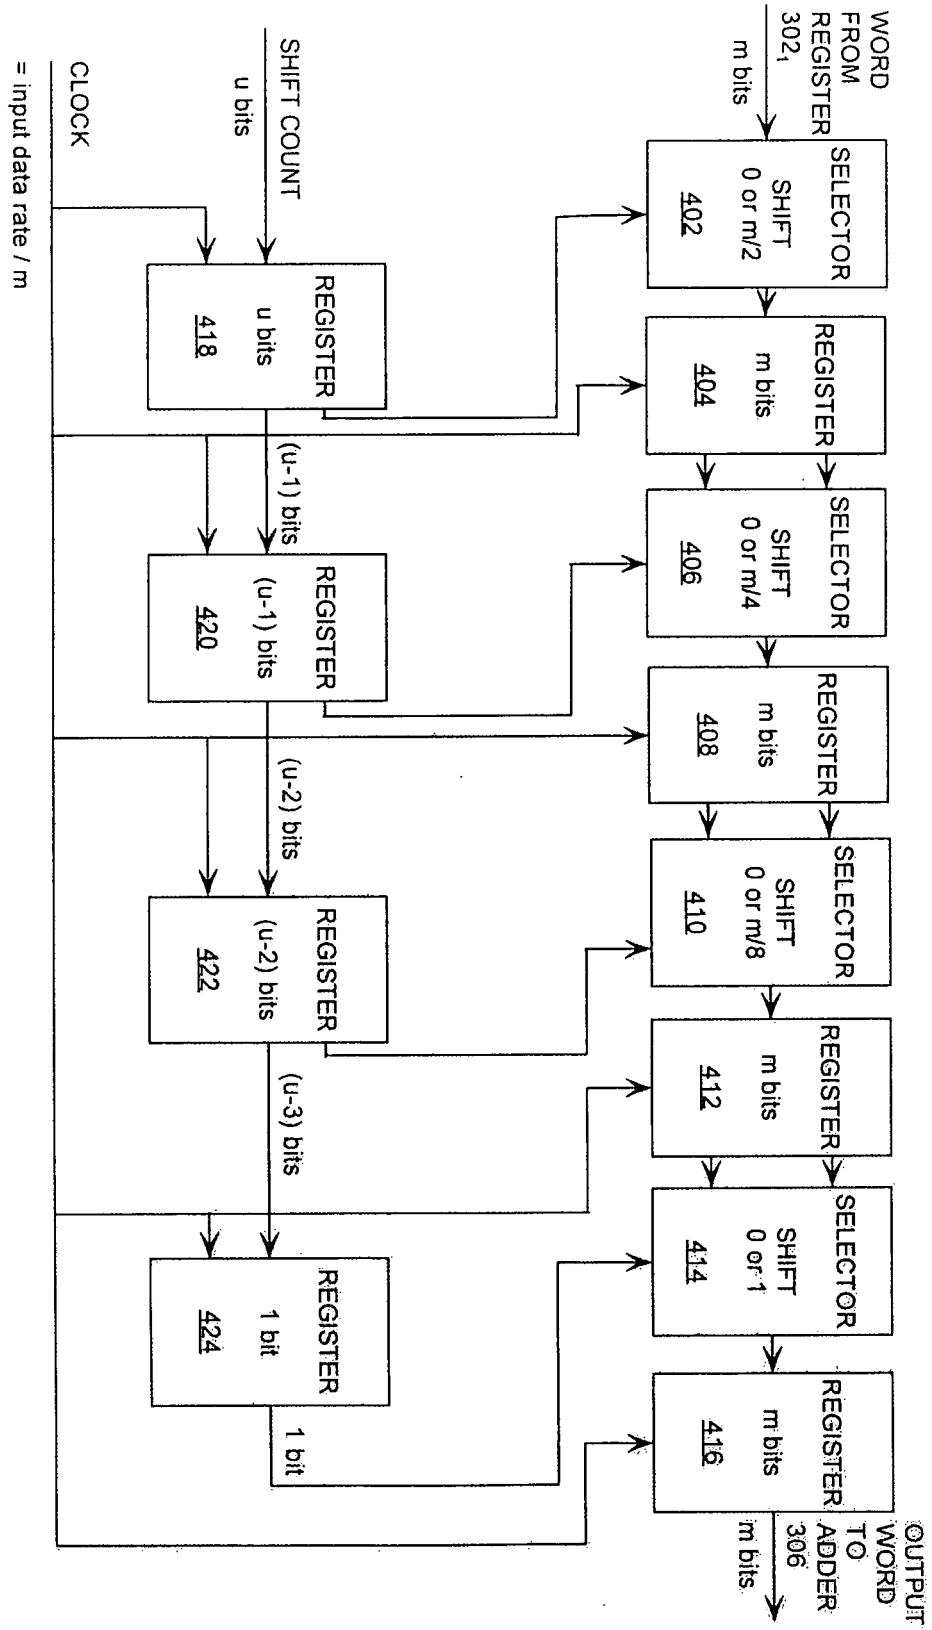 WORD
FROM
REGISTER
302₁
m bits
SELECTOR
SHIFT
0 or m/2
402
REGISTER
m bits
404
SELECTOR
SHIFT
0 or m/4
406
REGISTER
m bits
408
SELECTOR
SHIFT
0 or m/8
410
REGISTER
m bits
412
SELECTOR
SHIFT
0 or 1
414
REGISTER
m bits
416
OUTPUT
WORD
TO
ADDER
306
m bits
SHIFT COUNT
u bits
REGISTER
u bits
418
(u-1) bits
REGISTER
(u-1) bits
420
(u-2) bits
REGISTER
(u-2) bits
422
(u-3) bits
REGISTER
1 bit
424
1 bit
CLOCK
= input data rate / m